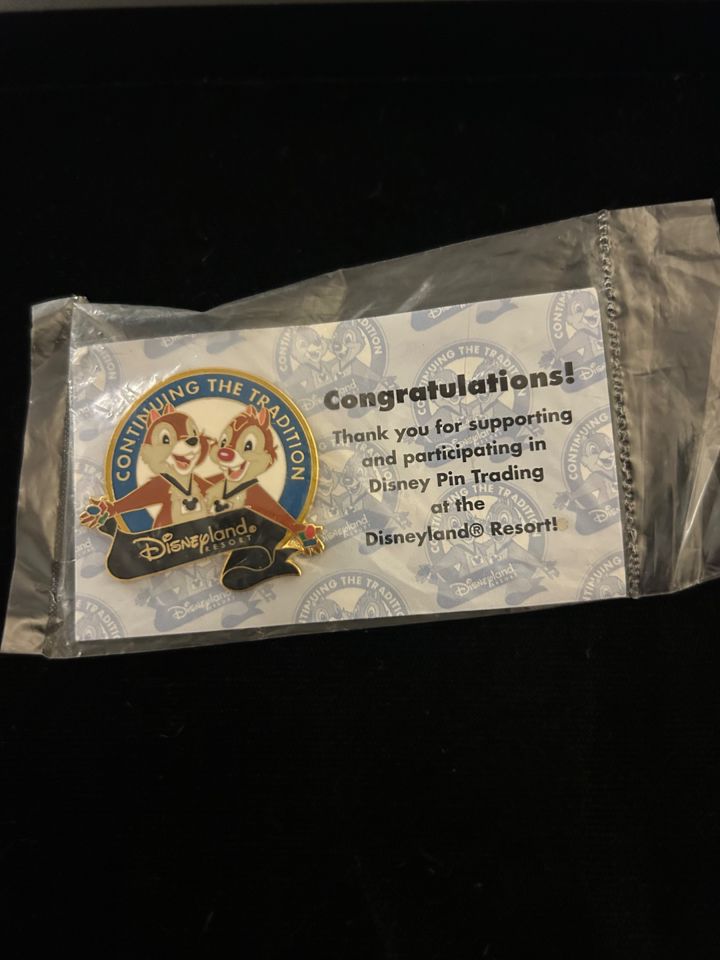 CONTINUING THE TRADITION
Disneyland®
RESORT
Congratulations!
Thank you for supporting
and participating in
Disney Pin Trading
at the
Disneyland® Resort!